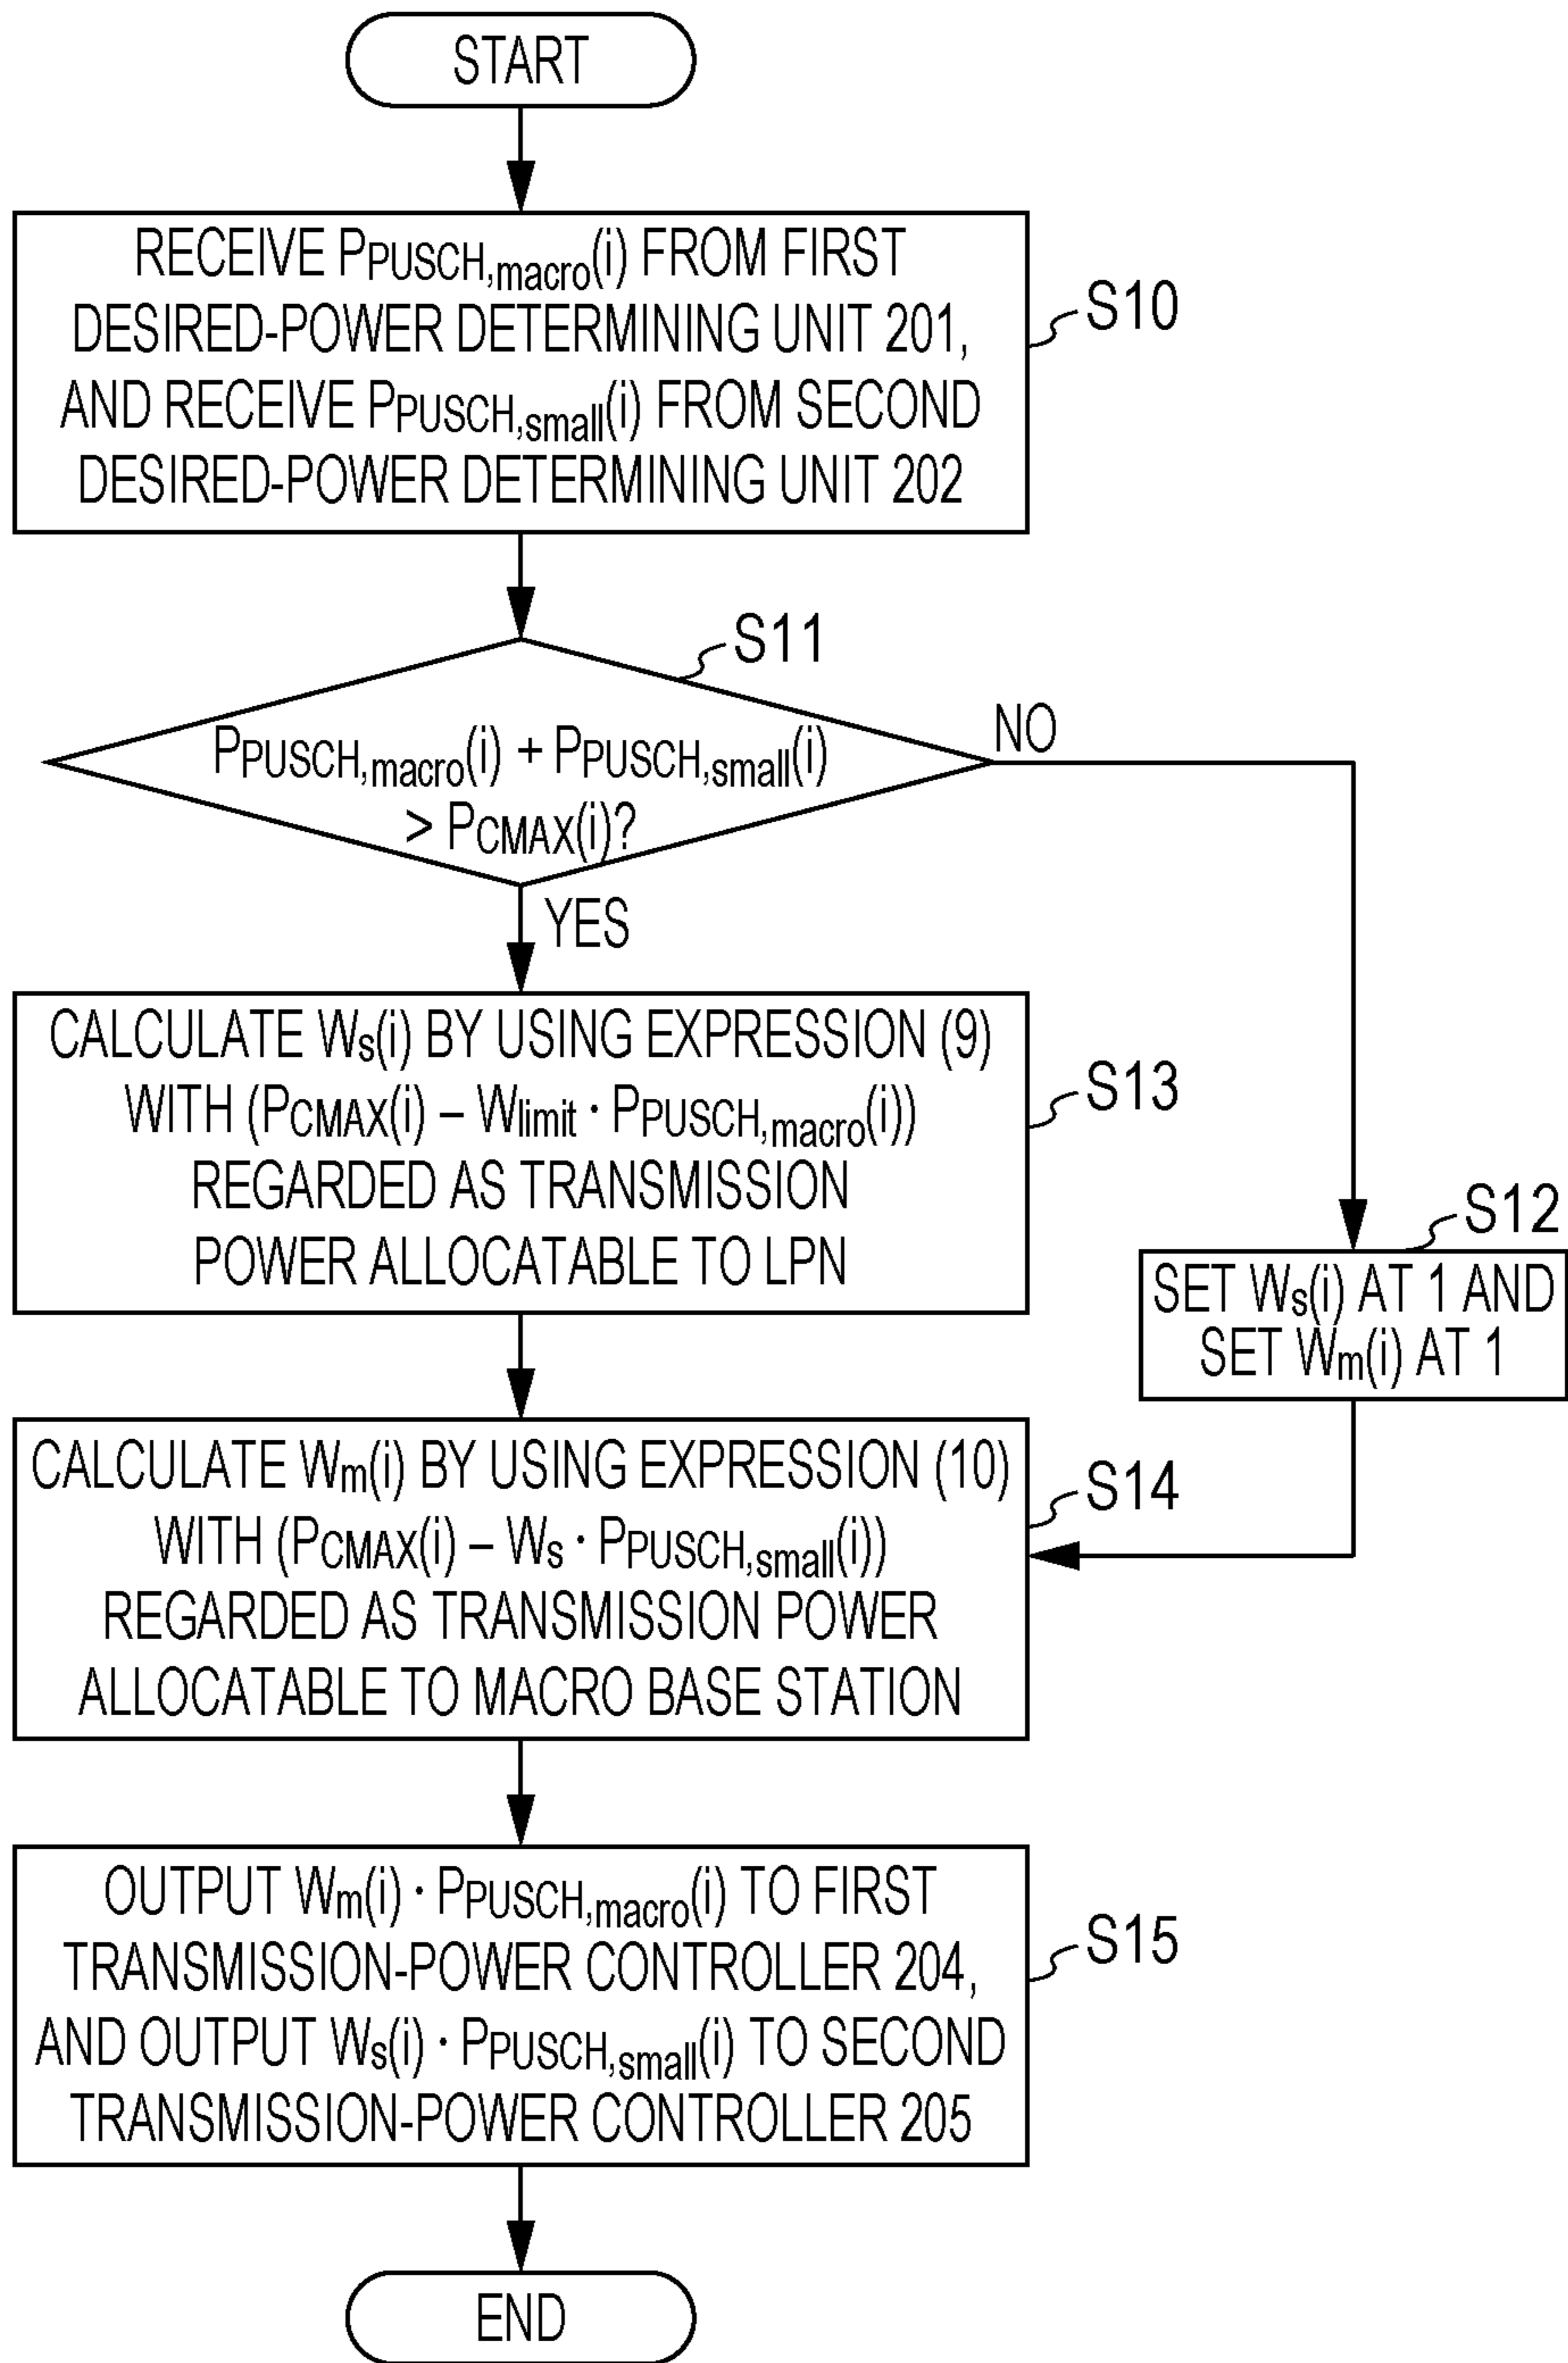 START
RECEIVE PPUSCH,macro(i) FROM FIRST
DESIRED-POWER DETERMINING UNIT 201,
AND RECEIVE PPUSCH,small(i) FROM SECOND
DESIRED-POWER DETERMINING UNIT 202
S10
S11
PPUSCH,macro(i) + PPUSCH,small(i)
> PCMAX(i)?
NO
YES
CALCULATE Ws(i) BY USING EXPRESSION (9)
WITH (PCMAX(i) – Wlimit · PPUSCH,macro(i))
REGARDED AS TRANSMISSION
POWER ALLOCATABLE TO LPN
S13
S12
SET Ws(i) AT 1 AND
SET Wm(i) AT 1
CALCULATE Wm(i) BY USING EXPRESSION (10)
WITH (PCMAX(i) – Ws · PPUSCH,small(i))
REGARDED AS TRANSMISSION POWER
ALLOCATABLE TO MACRO BASE STATION
S14
OUTPUT Wm(i) · PPUSCH,macro(i) TO FIRST
TRANSMISSION-POWER CONTROLLER 204,
AND OUTPUT Ws(i) · PPUSCH,small(i) TO SECOND
TRANSMISSION-POWER CONTROLLER 205
S15
END